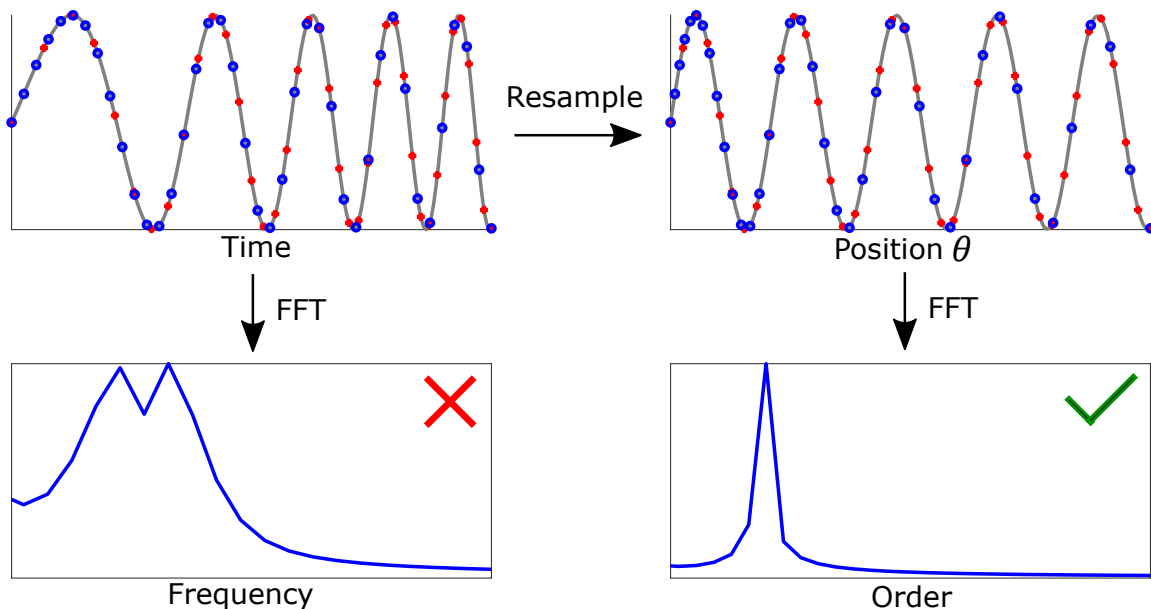 Resample
Time
Position θ
FFT
FFT
Frequency
Order